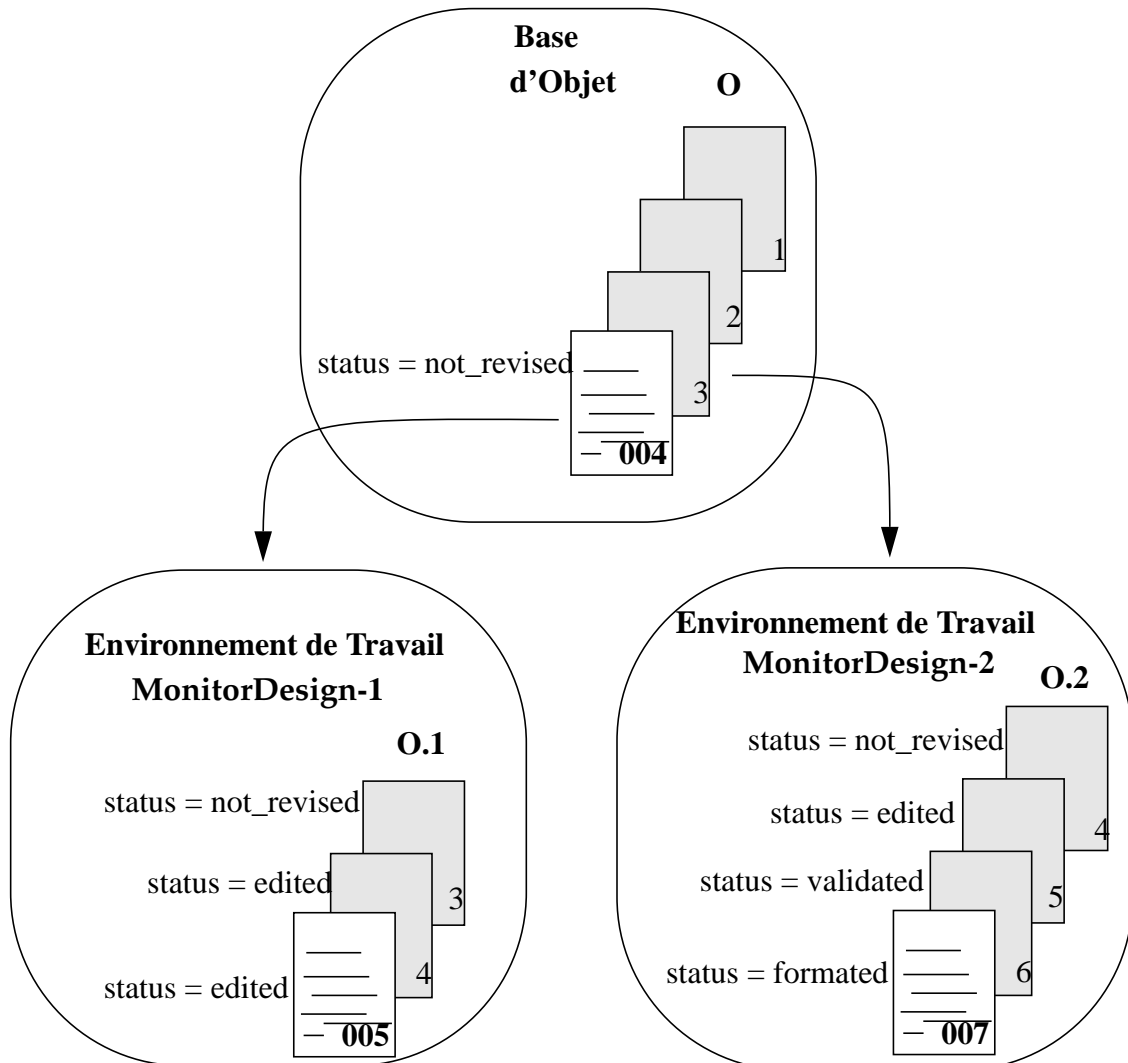 Base
d'Objet
O
1
2
status = not_revised
3
004
Environnement de Travail
MonitorDesign-1
O.1
status = not_revised
3
status = edited
4
status = edited
005
Environnement de Travail
MonitorDesign-2
O.2
status = not_revised
4
status = edited
5
status = validated
6
status = formated
007